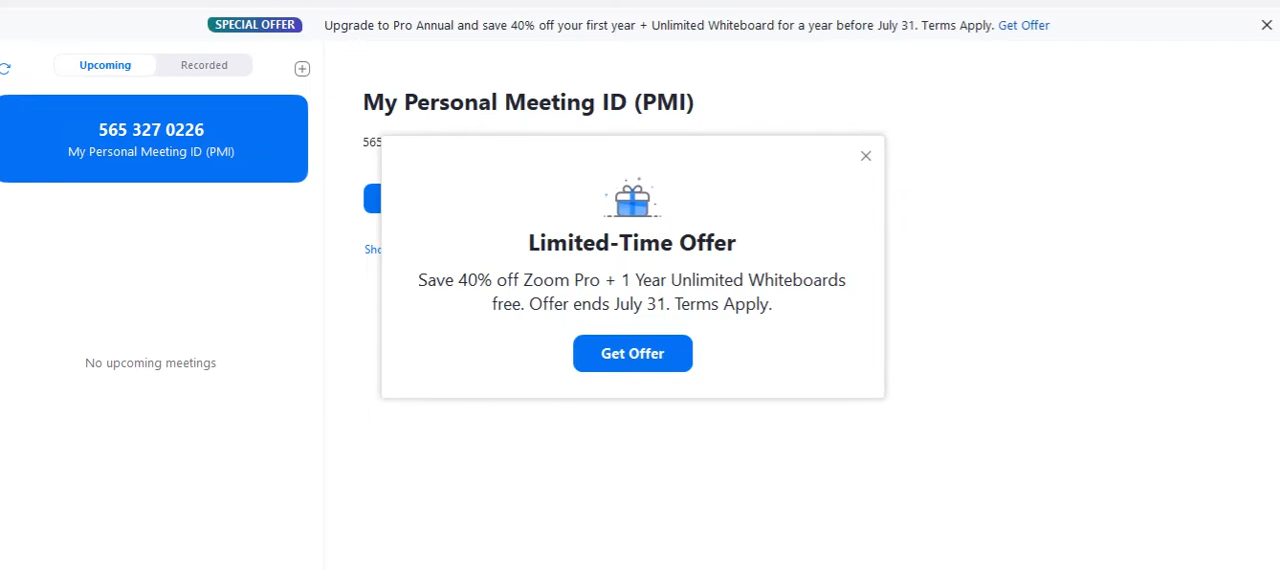 SPECIAL OFFER Upgrade to Pro Annual and save 40% off your first year + Unlimited Whiteboard for a year before July 31. Terms Apply. Get Offer
Upcoming Recorded
565 327 0226
My Personal Meeting ID (PMI)
No upcoming meetings
My Personal Meeting ID (PMI)
565
Sho
Limited-Time Offer
Save 40% off Zoom Pro + 1 Year Unlimited Whiteboards
free. Offer ends July 31. Terms Apply.
Get Offer